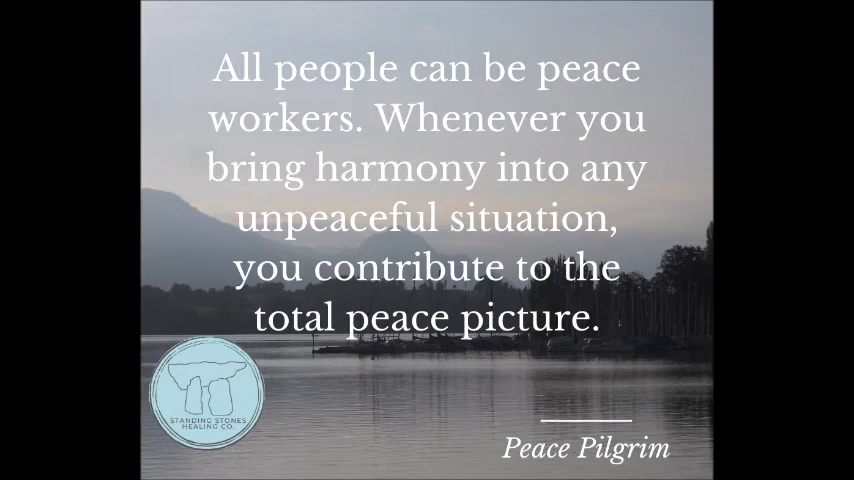 All people can be peace
workers. Whenever you
bring harmony into any
unpeaceful situation,
you contribute to the
total peace picture.
STANDING STONES
HEALING CO.
Peace Pilgrim